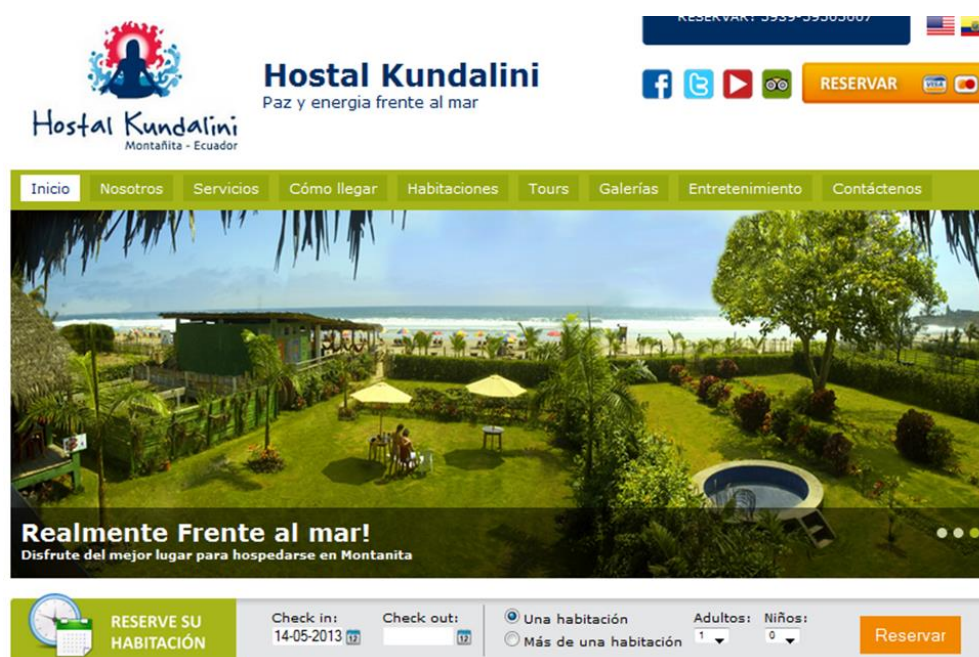 Hostal Kundalini
Montañita - Ecuador
Hostal Kundalini
Paz y energia frente al mar
RESERVAR
VISA
Inicio Nosotros Servicios Cómo llegar Habitaciones Tours Galerías Entretenimiento Contáctenos
Realmente Frente al mar!
Disfrute del mejor lugar para hospedarse en Montanita
RESERVE SU
HABITACIÓN
Check in:
14-05-2013
Check out:
Una habitación
Más de una habitación
Adultos:
1
Niños:
0
Reservar